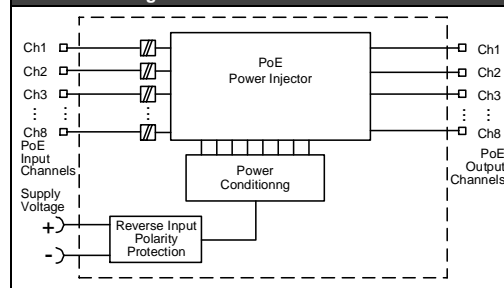 Ch1
Ch2
Ch3
Ch8
PoE
Input
Channels
PoE
Power Injector
Ch1
Ch2
Ch3
Ch8
PoE
Output
Channels
Power
Conditionng
Supply
Voltage
+
-
Reverse Input
Polarity
Protection